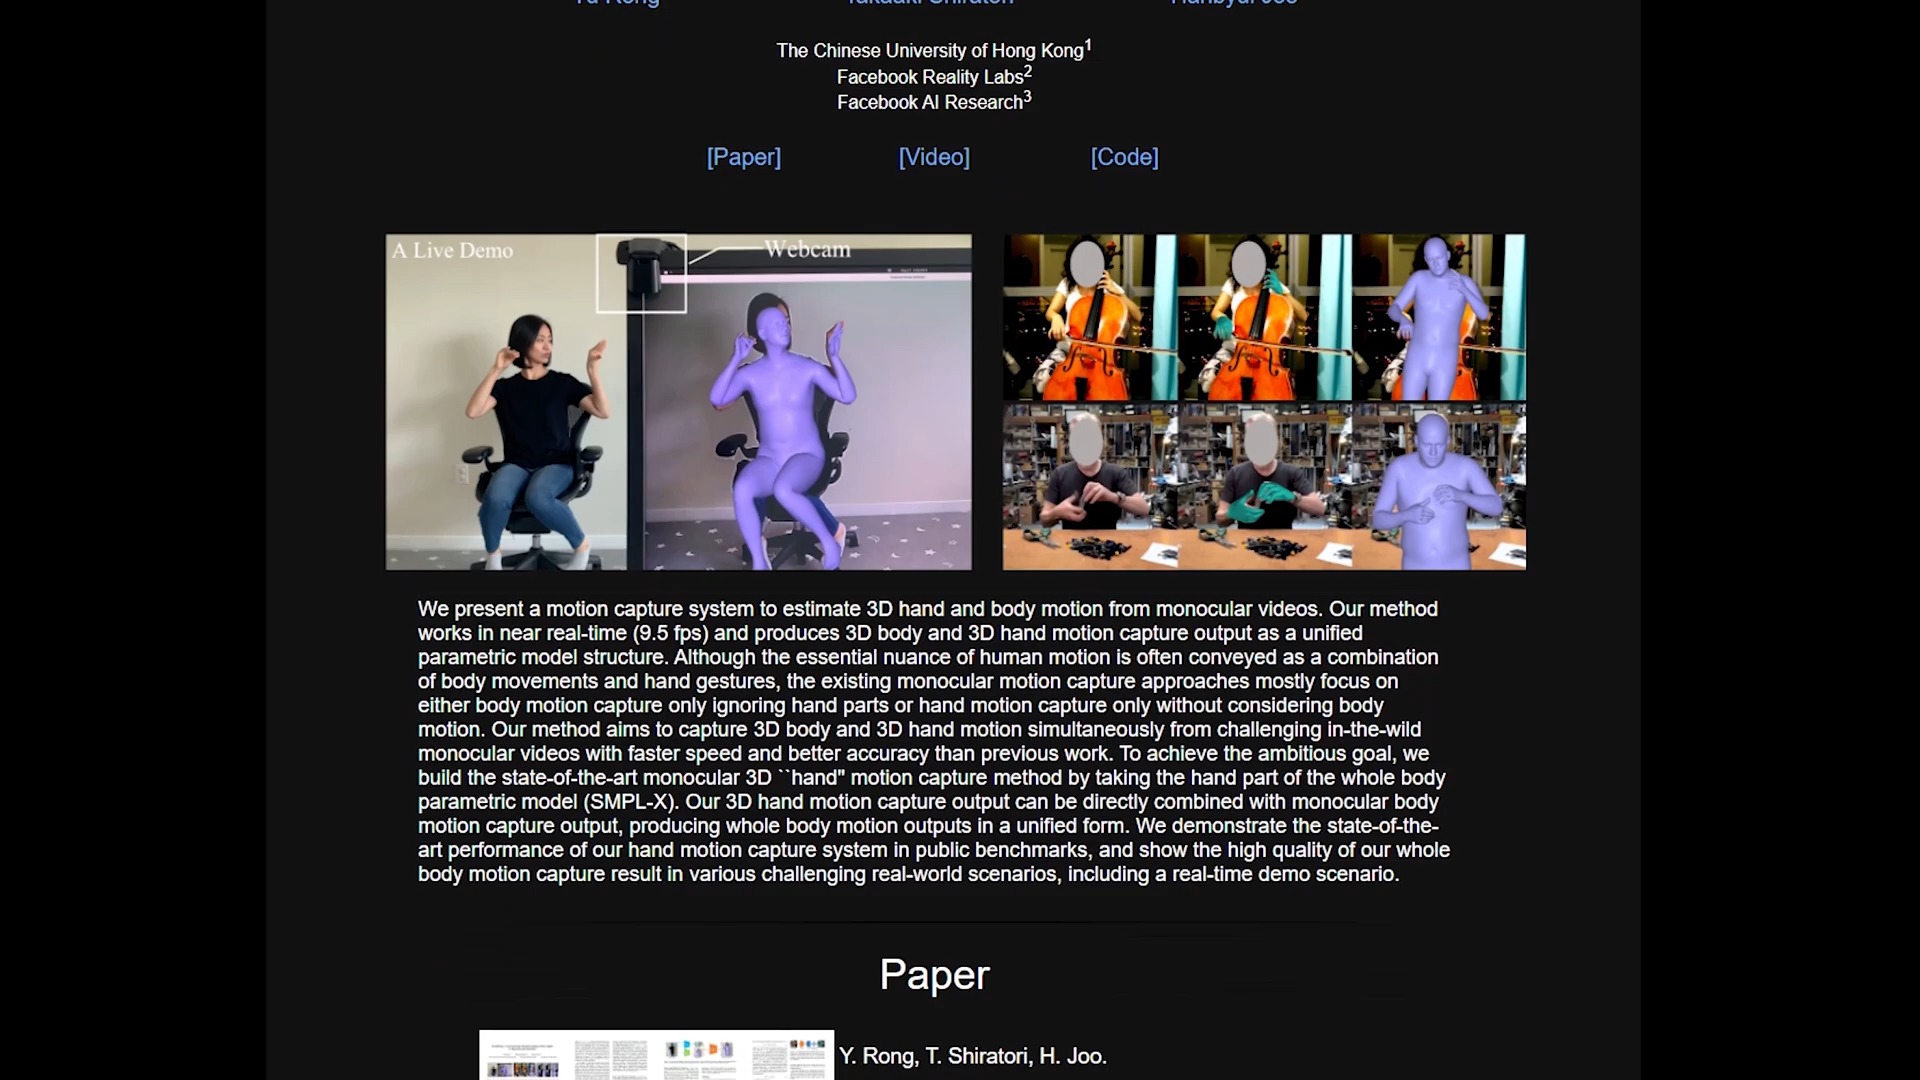 The Chinese University of Hong Kong1
Facebook Reality Labs2
Facebook AI Research3
[Paper] [Video] [Code]
A Live Demo
Webcam
We present a motion capture system to estimate 3D hand and body motion from monocular videos. Our method
works in near real-time (9.5 fps) and produces 3D body and 3D hand motion capture output as a unified
parametric model structure. Although the essential nuance of human motion is often conveyed as a combination
of body movements and hand gestures, the existing monocular motion capture approaches mostly focus on
either body motion capture only ignoring hand parts or hand motion capture only without considering body
motion. Our method aims to capture 3D body and 3D hand motion simultaneously from challenging in-the-wild
monocular videos with faster speed and better accuracy than previous work. To achieve the ambitious goal, we
build the state-of-the-art monocular 3D ``hand" motion capture method by taking the hand part of the whole body
parametric model (SMPL-X). Our 3D hand motion capture output can be directly combined with monocular body
motion capture output, producing whole body motion outputs in a unified form. We demonstrate the state-of-the-
art performance of our hand motion capture system in public benchmarks, and show the high quality of our whole
body motion capture result in various challenging real-world scenarios, including a real-time demo scenario.
Paper
Y. Rong, T. Shiratori, H. Joo.